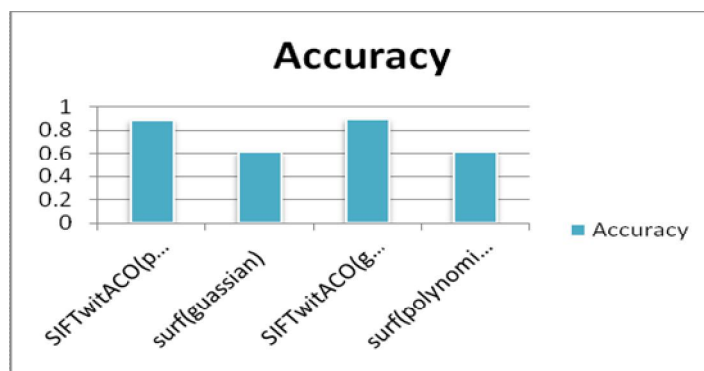 Accuracy
1
0.8
0.6
0.4
0.2
0
SIFTwitACO(p...
surf(guassian)
SIFTwitACO(g...
surf(polynomi...
Accuracy